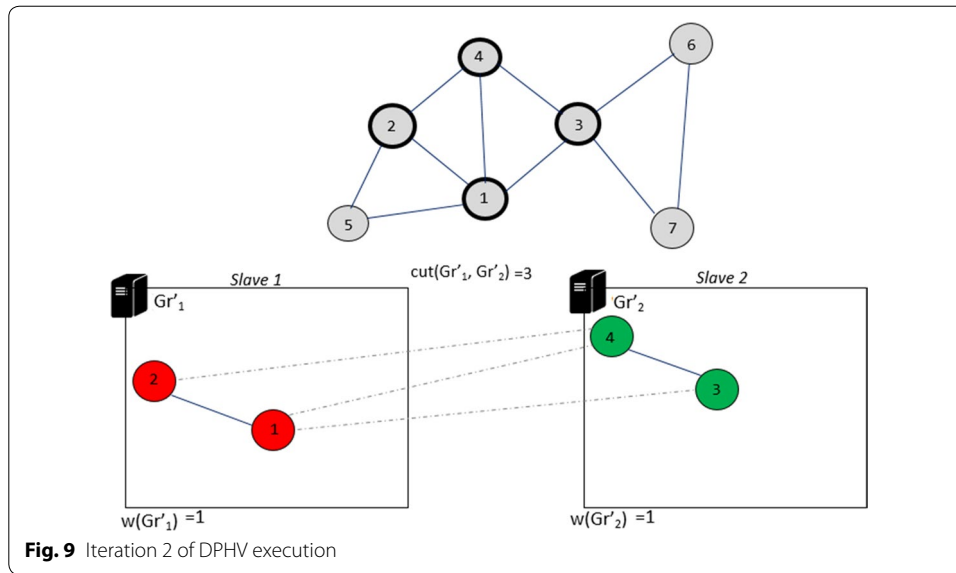 6
4
2
3
1
5
7
cut(Gr'₁, Gr'₂) =3
Slave 1
Slave 2
Gr'₁
Gr'₂
4
2
3
1
w(Gr'₁) =1
w(Gr'₂) =1
Fig. 9 Iteration 2 of DPHV execution